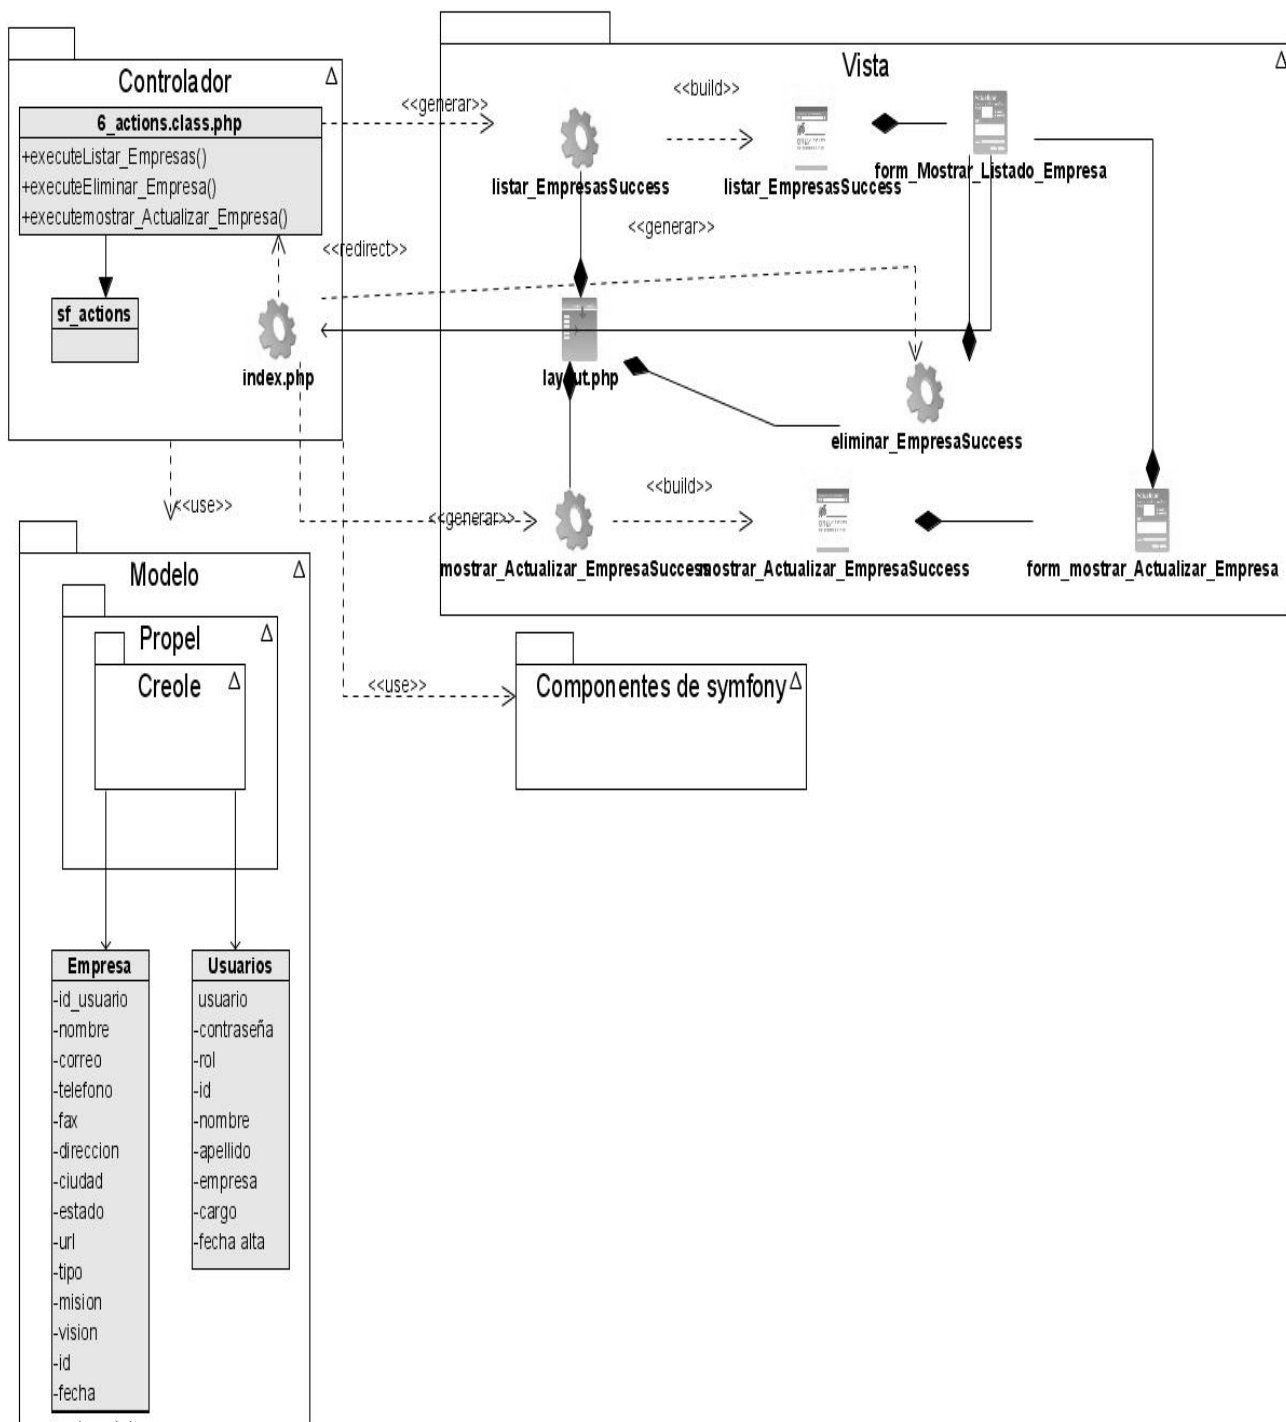 Controlador
6_actions.class.php
+executeListar_Empresas()
+executeEliminar_Empresa()
+executemostrar_Actualizar_Empresa()
sf_actions
index.php
<<redirect>>
<<generar>>
Vista
<<build>>
listar_EmpresasSuccess
listar_EmpresasSuccess
form_Mostrar_Listado_Empresa
<<generar>>
layout.php
eliminar_EmpresaSuccess
<<build>>
<<generar>>
mostrar_Actualizar_EmpresaSuccess
mostrar_Actualizar_EmpresaSuccess
form_mostrar_Actualizar_Empresa
<<use>>
Modelo
Propel
Creole
<<use>>
Componentes de symfony
Empresa
-id_usuario
-nombre
-correo
-telefono
-fax
-direccion
-ciudad
-estado
-url
-tipo
-mision
-vision
-id
-fecha
Usuarios
usuario
-contraseña
-rol
-id
-nombre
-apellido
-empresa
-cargo
-fecha alta